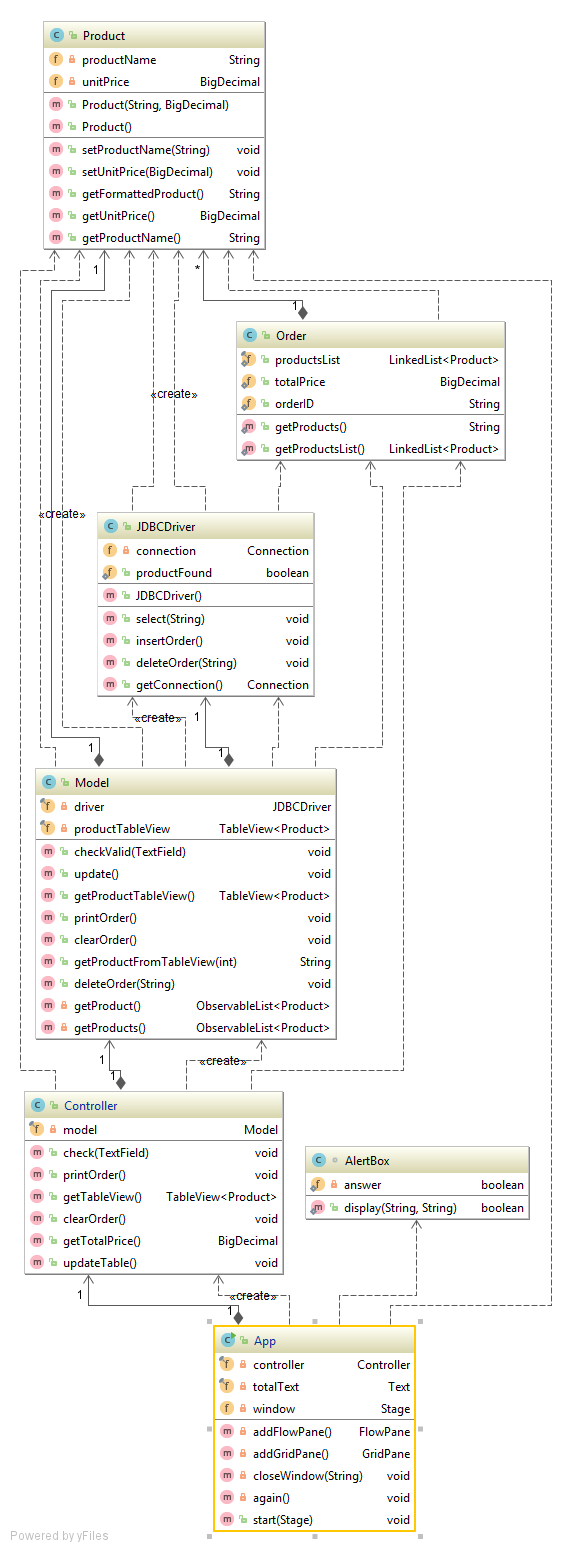 Product
productName String
unitPrice BigDecimal
Product(String, BigDecimal)
Product()
setProductName(String) void
setUnitPrice(BigDecimal) void
getFormattedProduct() String
getUnitPrice() BigDecimal
getProductName() String
1 *
1
Order
productsList LinkedList<Product>
totalPrice BigDecimal
orderID String
getProducts() String
getProductsList() LinkedList<Product>
«create»
«create»
JDBCDriver
connection Connection
productFound boolean
JDBCDriver()
select(String) void
insertOrder() void
deleteOrder(String) void
getConnection() Connection
«create»
1
1 1
Model
driver JDBCDriver
productTableView TableView<Product>
checkValid(TextField) void
update() void
getProductTableView() TableView<Product>
printOrder() void
clearOrder() void
getProductFromTableView(int) String
deleteOrder(String) void
getProduct() ObservableList<Product>
getProducts() ObservableList<Product>
1 «create»
1
Controller
model Model
check(TextField) void
printOrder() void
getTableView() TableView<Product>
clearOrder() void
getTotalPrice() BigDecimal
updateTable() void
AlertBox
answer boolean
display(String, String) boolean
1 «create»
1
App
controller Controller
totalText Text
window Stage
addFlowPane() FlowPane
addGridPane() GridPane
closeWindow(String) void
again() void
start(Stage) void
Powered by yFiles